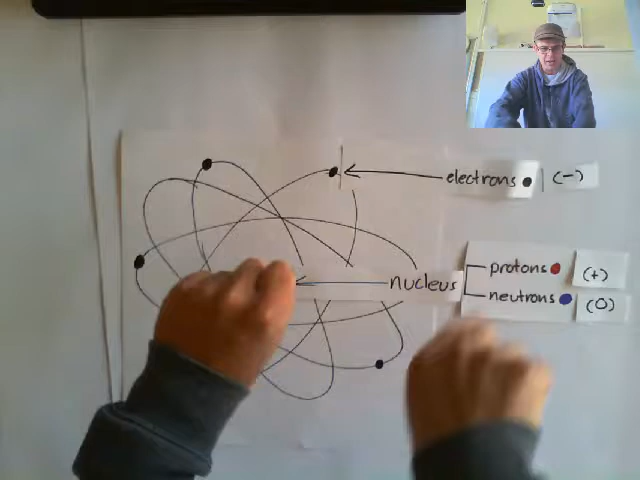 electrons (-)
nucleus
protons (+)
neutrons (0)